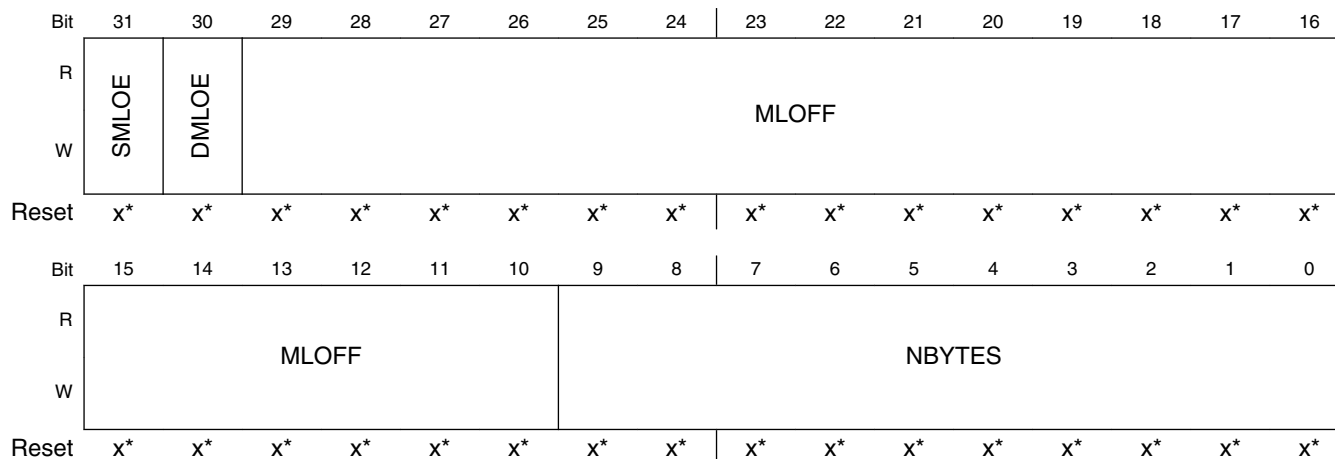 Bit 31 30 29 28 27 26 25 24 23 22 21 20 19 18 17 16
R
SMLOE DMLOE MLOFF
W
Reset x* x* x* x* x* x* x* x* x* x* x* x* x* x* x* x*
Bit 15 14 13 12 11 10 9 8 7 6 5 4 3 2 1 0
R
MLOFF NBYTES
W
Reset x* x* x* x* x* x* x* x* x* x* x* x* x* x* x* x*